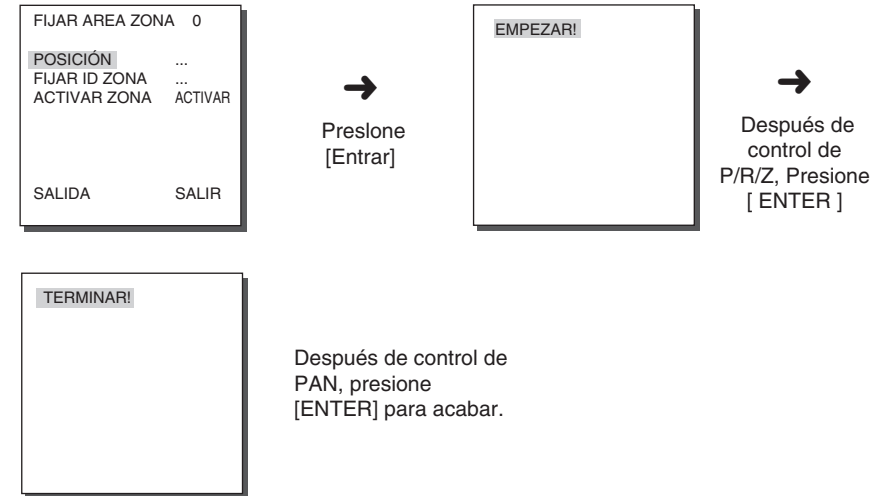 FIJAR AREA ZONA 0
POSICIÓN ...
FIJAR ID ZONA ...
ACTIVAR ZONA ACTIVAR
SALIDA SALIR
Preslone
[Entrar]
EMPEZAR!
Después de
control de
P/R/Z, Presione
[ ENTER ]
TERMINAR!
Después de control de
PAN, presione
[ENTER] para acabar.